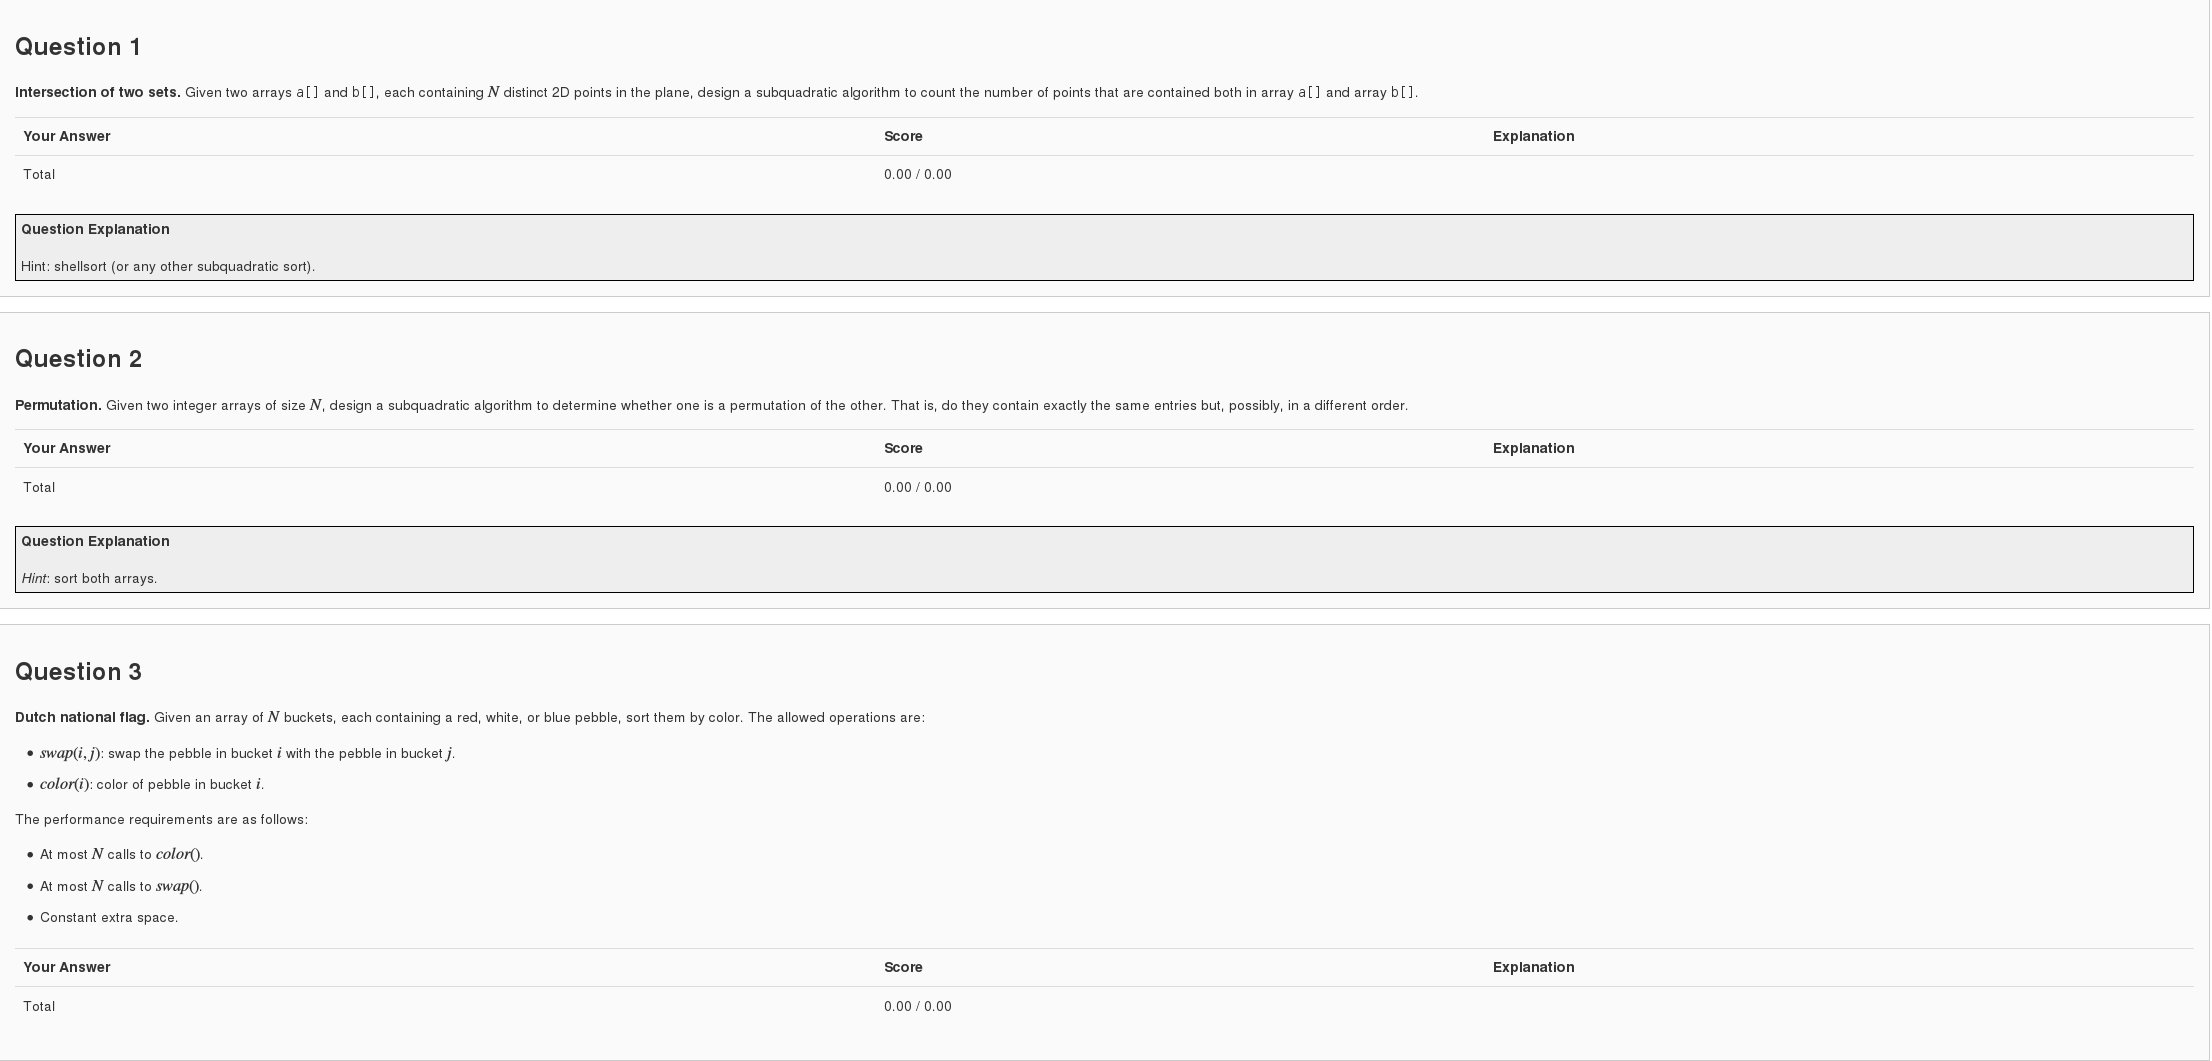 Question 1
Intersection of two sets. Given two arrays a[] and b[], each containing N distinct 2D points in the plane, design a subquadratic algorithm to count the number of points that are contained both in array a[] and array b[].
Your Answer Score Explanation
Total 0.00 / 0.00
Question Explanation
Hint: shellsort (or any other subquadratic sort).
Question 2
Permutation. Given two integer arrays of size N, design a subquadratic algorithm to determine whether one is a permutation of the other. That is, do they contain exactly the same entries but, possibly, in a different order.
Your Answer Score Explanation
Total 0.00 / 0.00
Question Explanation
Hint: sort both arrays.
Question 3
Dutch national flag. Given an array of N buckets, each containing a red, white, or blue pebble, sort them by color. The allowed operations are:
• swap(i, j): swap the pebble in bucket i with the pebble in bucket j.
• color(i): color of pebble in bucket i.
The performance requirements are as follows:
• At most N calls to color().
• At most N calls to swap().
• Constant extra space.
Your Answer Score Explanation
Total 0.00 / 0.00